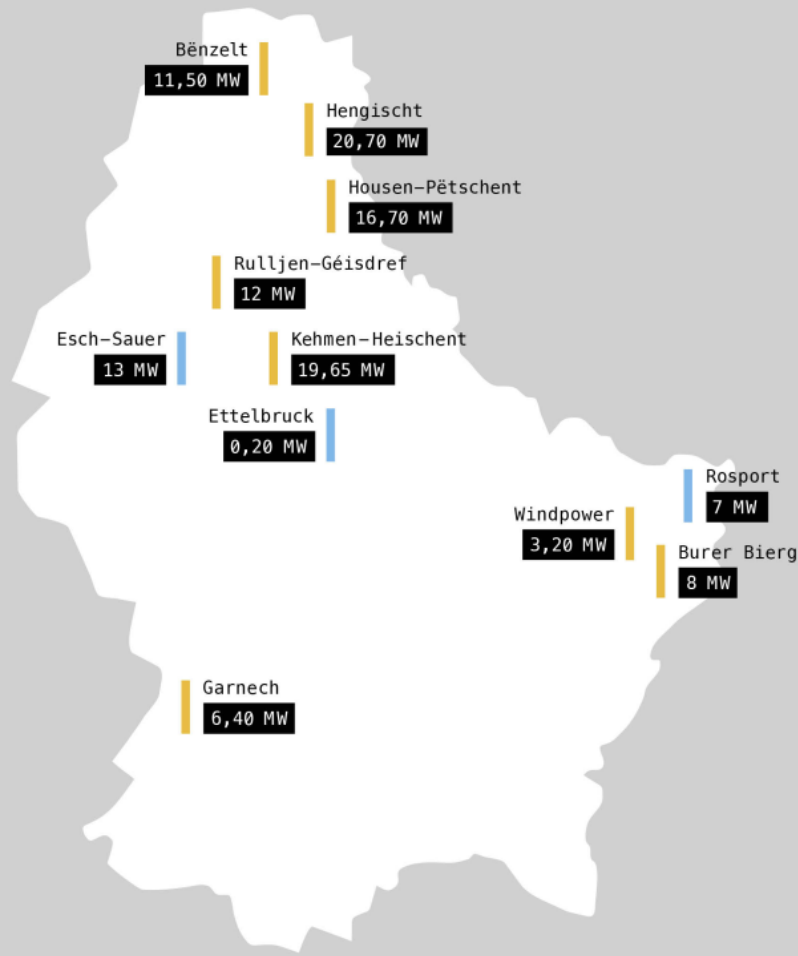 Bënzelt
11,50 MW
Hengischt
20,70 MW
Housen-Pëtschent
16,70 MW
Rulljen-Géisdref
12 MW
Esch-Sauer
13 MW
Kehmen-Heischent
19,65 MW
Ettelbruck
0,20 MW
Rosport
7 MW
Windpower
3,20 MW
Burer Bierg
8 MW
Garnech
6,40 MW